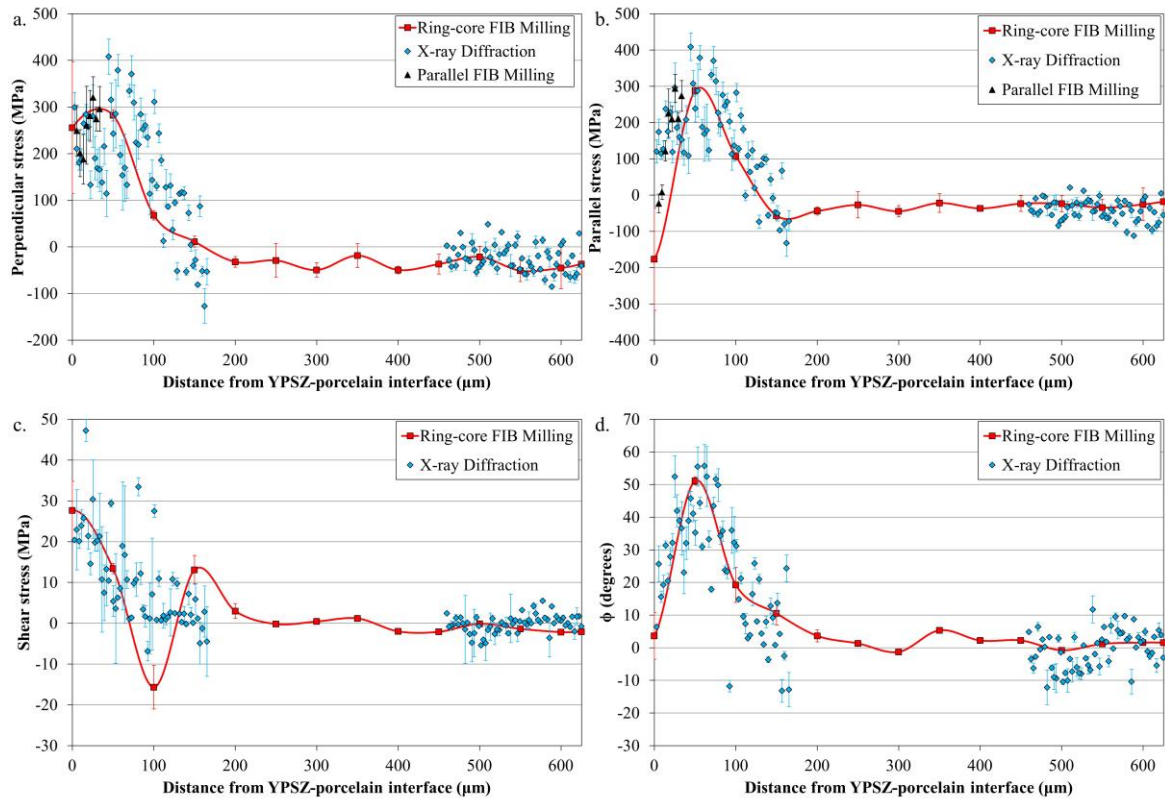 a.
500
400
300
200
100
0
-100
-200
Perpendicular stress (MPa)
Ring-core FIB Milling
X-ray Diffraction
Parallel FIB Milling
0 100 200 300 400 500 600
Distance from YPSZ-porcelain interface (μm)
b.
500
400
300
200
100
0
-100
-200
-300
-400
Parallel stress (MPa)
Ring-core FIB Milling
X-ray Diffraction
Parallel FIB Milling
0 100 200 300 400 500 600
Distance from YPSZ-porcelain interface (μm)
c.
50
40
30
20
10
0
-10
-20
-30
Shear stress (MPa)
Ring-core FIB Milling
X-ray Diffraction
0 100 200 300 400 500 600
Distance from YPSZ-porcelain interface (μm)
d.
70
60
50
40
30
20
10
0
-10
-20
-30
ϕ (degrees)
Ring-core FIB Milling
X-ray Diffraction
0 100 200 300 400 500 600
Distance from YPSZ-porcelain interface (μm)